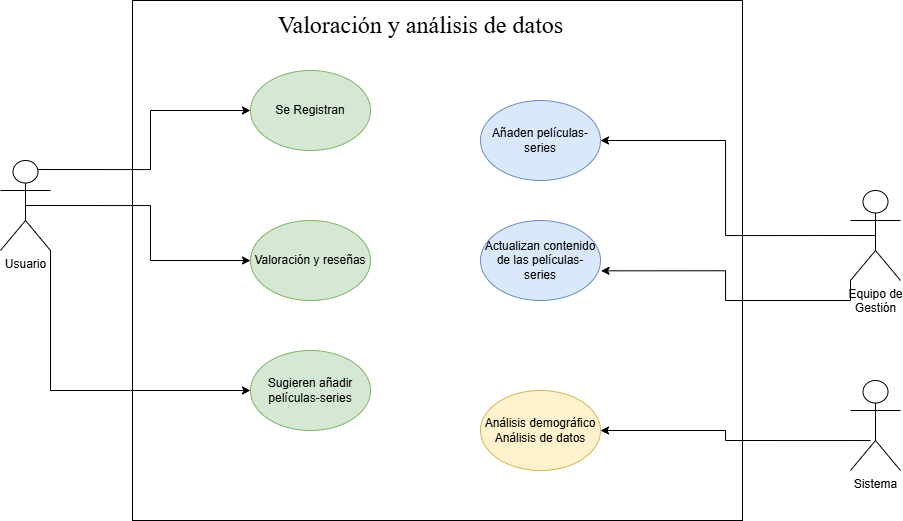 Valoración y análisis de datos
Se Registran
Añaden películas-
series
Usuario
Valoración y reseñas
Actualizan contenido
de las películas-
series
Equipo de
Gestión
Sugieren añadir
películas-series
Análisis demográfico
Análisis de datos
Sistema